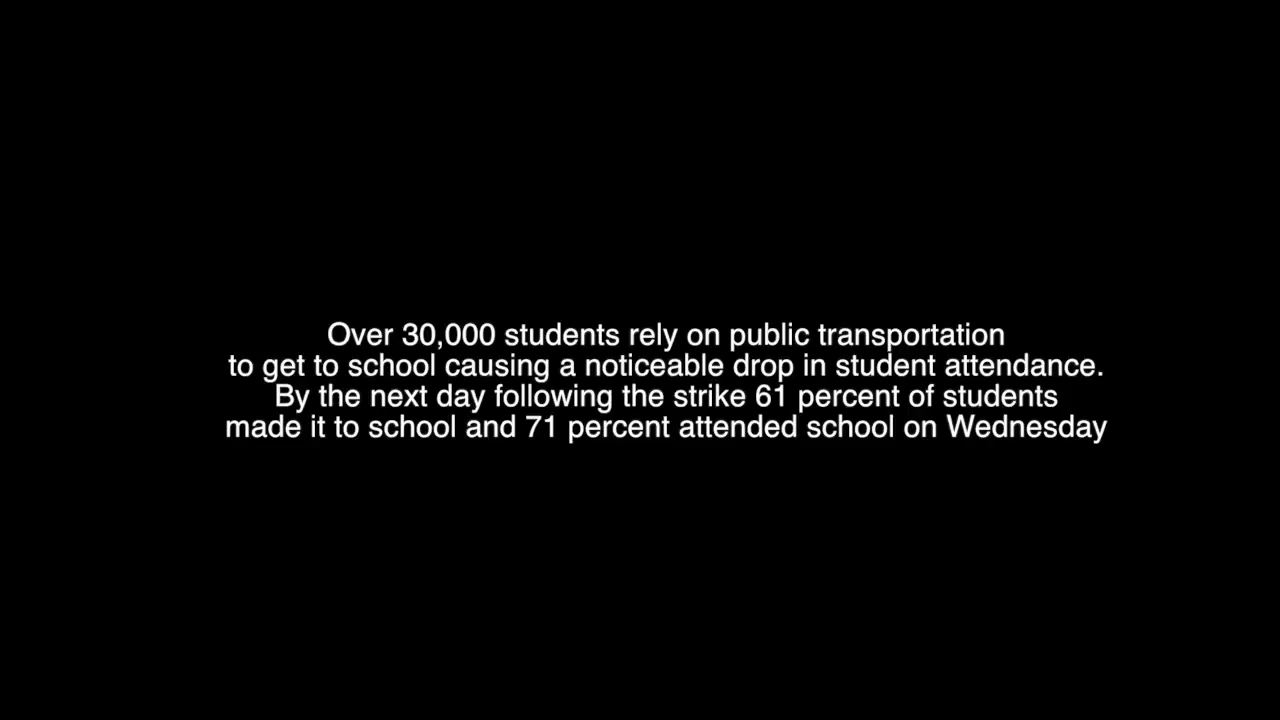 Over 30,000 students rely on public transportation
to get to school causing a noticeable drop in student attendance.
By the next day following the strike 61 percent of students
made it to school and 71 percent attended school on Wednesday